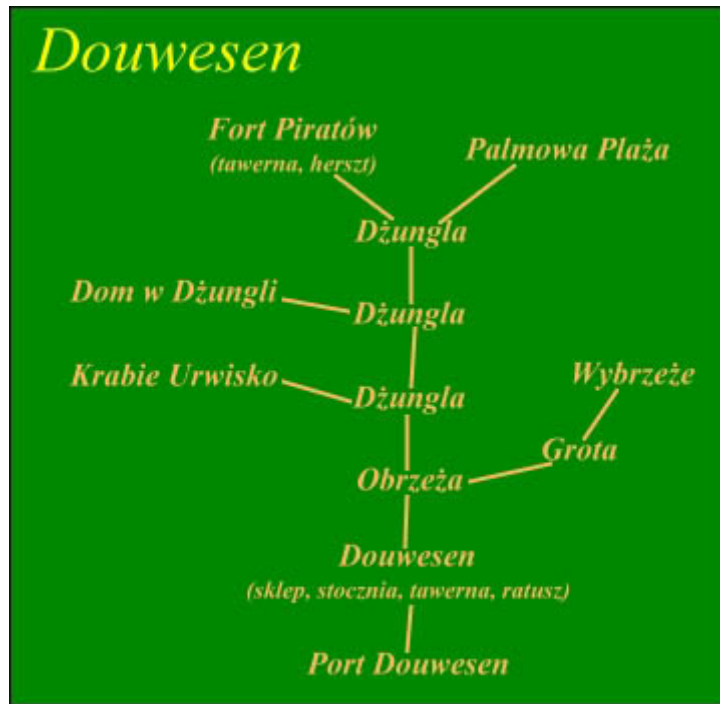 Douwesen
Fort Piratów
(tawerna, herszt)
Palmowa Plaża
Dżungla
Dom w Dżungli
Dżungla
Krabie Urwisko
Dżungla
Wybrzeże
Grota
Obrzeża
Douwesen
(sklep, stocznia, tawerna, ratusz)
Port Douwesen